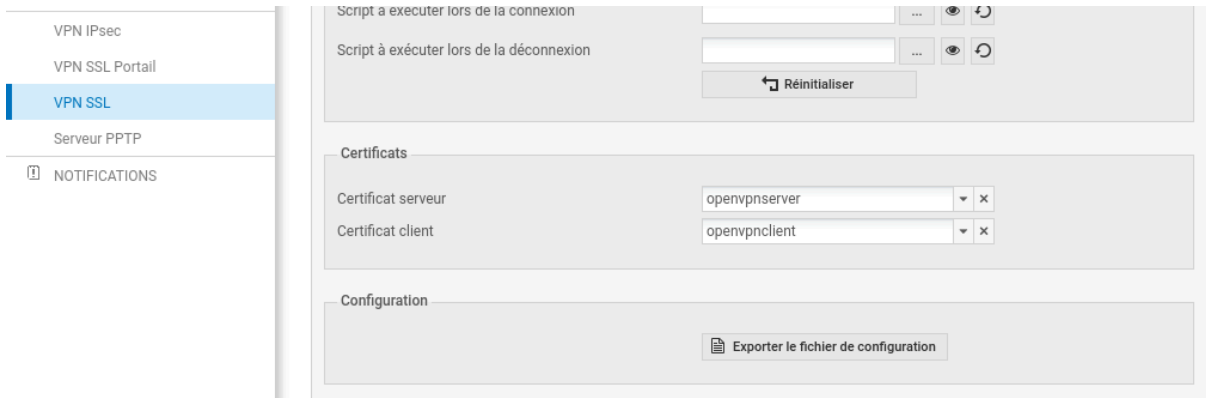 Script à exécuter lors de la connexion
...
VPN IPsec
Script à exécuter lors de la déconnexion
...
VPN SSL Portail
Réinitialiser
VPN SSL
Serveur PPTP
Certificats
NOTIFICATIONS
Certificat serveur
openvpnserver
Certificat client
openvpnclient
Configuration
Exporter le fichier de configuration